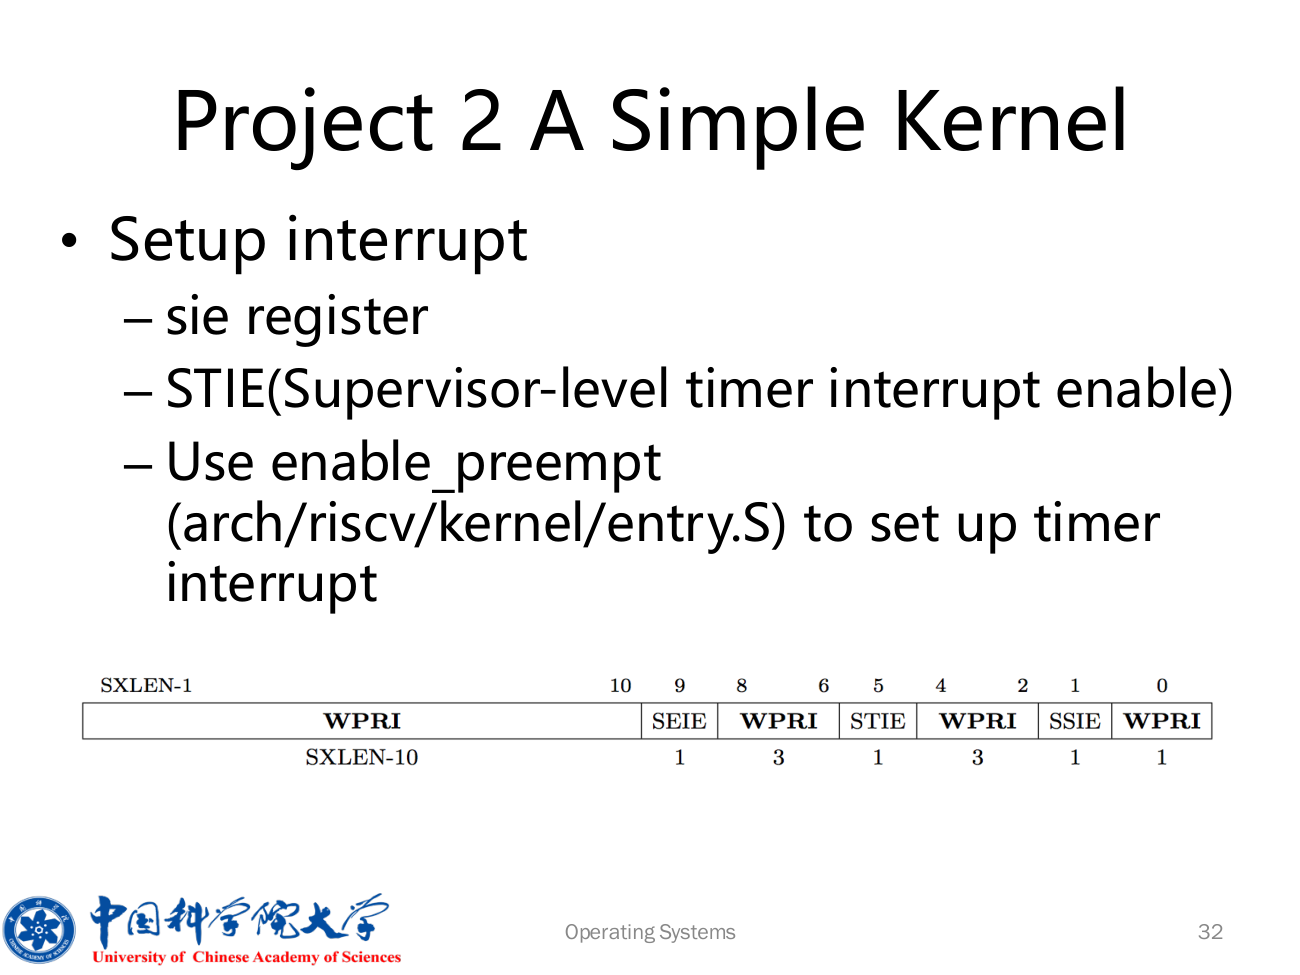 Project 2 A Simple Kernel
• Setup interrupt
– sie register
– STIE(Supervisor-level timer interrupt enable)
– Use enable_preempt
(arch/riscv/kernel/entry.S) to set up timer
interrupt
SXLEN-1 10 9 8 6 5 4 2 1 0
WPRI SEIE WPRI STIE WPRI SSIE WPRI
SXLEN-10 1 3 1 3 1 1
中国科学院大学
University of Chinese Academy of Sciences
Operating Systems
32